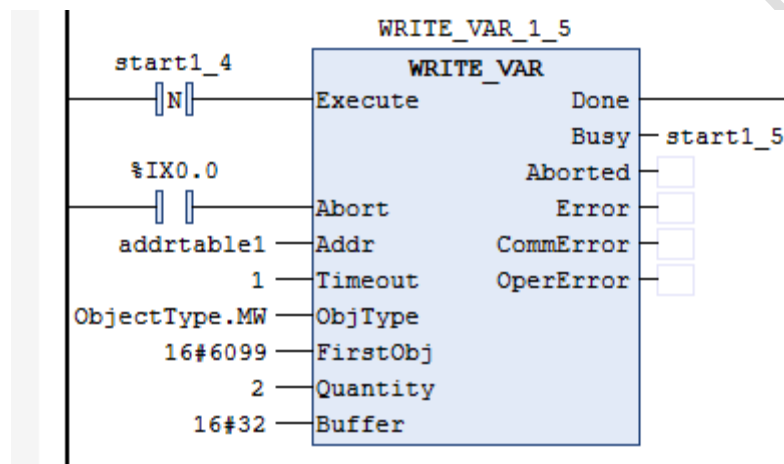 WRITE_VAR_1_5
start1_4
WRITE_VAR
N
Execute Done
Busy start1_5
%IX0.0 Aborted
Abort Error
addrtable1 Addr CommError
1 Timeout OperError
ObjectType.MW ObjType
16#6099 FirstObj
2 Quantity
16#32 Buffer